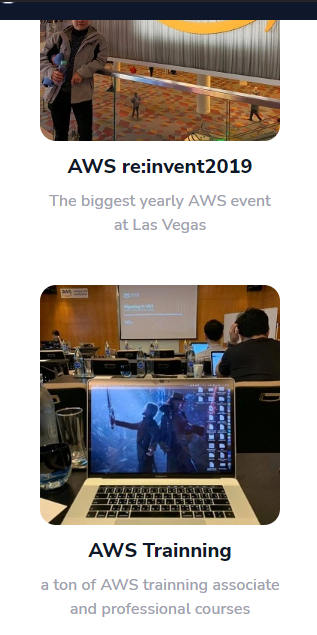 AWS re:invent2019
The biggest yearly AWS event
at Las Vegas
AWS Trainning
a ton of AWS trainning associate
and professional courses